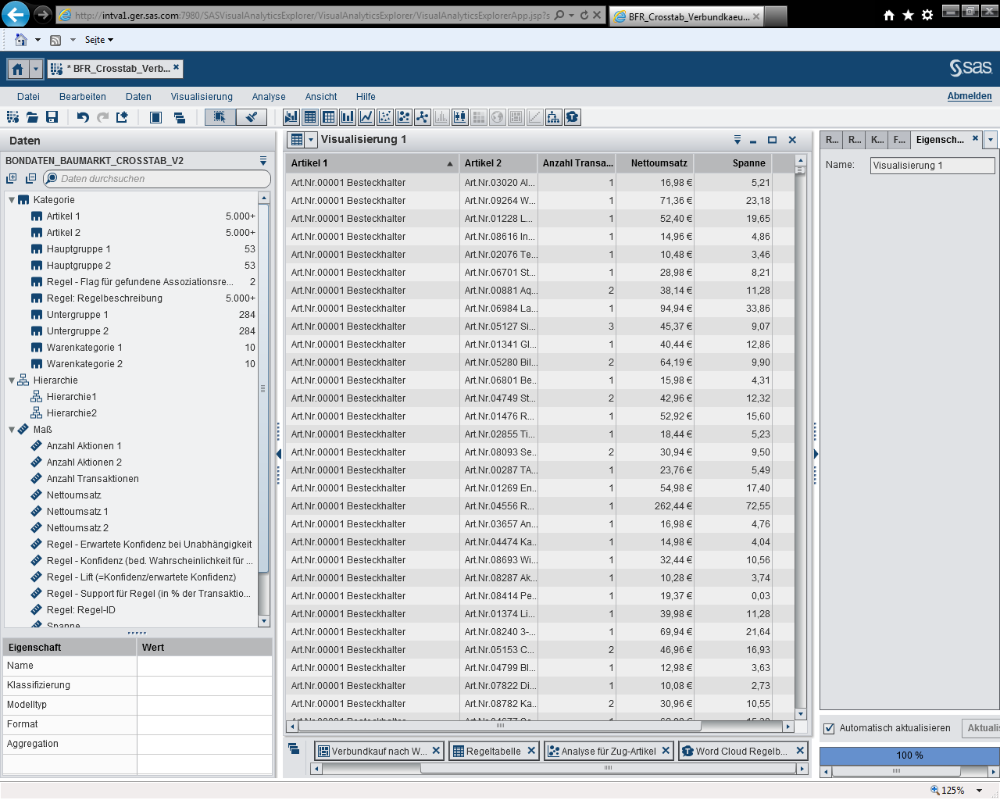 http://intva1.ger.sas.com:7980/SASVisualAnalyticsExplorer/VisualAnalyticsExplorer/VisualAnalyticsExplorerApp.jsp?s
BFR_Crosstab_Verbundkaeu...
Seite
* BFR_Crosstab_Verb...
sas
Datei Bearbeiten Daten Visualisierung Analyse Ansicht Hilfe
Abmelden
Daten
BONDATEN_BAUMARKT_CROSSTAB_V2
Daten durchsuchen
Kategorie
Artikel 1 5.000+
Artikel 2 5.000+
Hauptgruppe 1 53
Hauptgruppe 2 53
Regel - Flag für gefundene Assoziationsre... 2
Regel: Regelbeschreibung 5.000+
Untergruppe 1 284
Untergruppe 2 284
Warenkategorie 1 10
Warenkategorie 2 10
Hierarchie
Hierarchie1
Hierarchie2
Maß
Anzahl Aktionen 1
Anzahl Aktionen 2
Anzahl Transaktionen
Nettoumsatz
Nettoumsatz 1
Nettoumsatz 2
Regel - Erwartete Konfidenz bei Unabhängigkeit
Regel - Konfidenz (bed. Wahrscheinlichkeit für ...
Regel - Lift (=Konfidenz/erwartete Konfidenz)
Regel - Support für Regel (in % der Transaktio...
Regel: Regel-ID
Spanne
Eigenschaft Wert
Name
Klassifizierung
Modelltyp
Format
Aggregation
Visualisierung 1
Artikel 1 Artikel 2 Anzahl Transa... Nettoumsatz Spanne
Art.Nr.00001 Besteckhalter Art.Nr.03020 Al... 1 16,98 € 5,21
Art.Nr.00001 Besteckhalter Art.Nr.09264 W... 1 71,36 € 23,18
Art.Nr.00001 Besteckhalter Art.Nr.01228 L... 1 52,40 € 19,65
Art.Nr.00001 Besteckhalter Art.Nr.08616 In... 1 14,96 € 4,86
Art.Nr.00001 Besteckhalter Art.Nr.02076 Te... 1 10,48 € 3,46
Art.Nr.00001 Besteckhalter Art.Nr.06701 St... 1 28,98 € 8,21
Art.Nr.00001 Besteckhalter Art.Nr.00881 Aq... 2 38,14 € 11,28
Art.Nr.00001 Besteckhalter Art.Nr.06984 La... 1 94,94 € 33,86
Art.Nr.00001 Besteckhalter Art.Nr.05127 Si... 3 45,37 € 9,07
Art.Nr.00001 Besteckhalter Art.Nr.01341 Gl... 1 40,44 € 12,86
Art.Nr.00001 Besteckhalter Art.Nr.05280 Bil... 2 64,19 € 9,90
Art.Nr.00001 Besteckhalter Art.Nr.06801 Be... 1 15,98 € 4,31
Art.Nr.00001 Besteckhalter Art.Nr.04749 St... 2 42,96 € 12,32
Art.Nr.00001 Besteckhalter Art.Nr.01476 R... 1 52,92 € 15,60
Art.Nr.00001 Besteckhalter Art.Nr.02855 Ti... 1 18,44 € 5,23
Art.Nr.00001 Besteckhalter Art.Nr.08093 Se... 2 30,94 € 9,50
Art.Nr.00001 Besteckhalter Art.Nr.00287 TA... 1 23,76 € 5,49
Art.Nr.00001 Besteckhalter Art.Nr.01269 En... 1 54,98 € 17,40
Art.Nr.00001 Besteckhalter Art.Nr.04556 R... 1 262,44 € 72,55
Art.Nr.00001 Besteckhalter Art.Nr.03657 An... 1 16,98 € 4,76
Art.Nr.00001 Besteckhalter Art.Nr.04474 Ka... 1 14,98 € 4,04
Art.Nr.00001 Besteckhalter Art.Nr.08693 Wi... 1 32,44 € 10,56
Art.Nr.00001 Besteckhalter Art.Nr.08287 Ak... 1 10,28 € 3,74
Art.Nr.00001 Besteckhalter Art.Nr.08414 Pe... 1 19,37 € 0,03
Art.Nr.00001 Besteckhalter Art.Nr.01374 Li... 1 39,98 € 11,28
Art.Nr.00001 Besteckhalter Art.Nr.08240 3-... 1 69,94 € 21,64
Art.Nr.00001 Besteckhalter Art.Nr.05153 C... 2 46,96 € 16,93
Art.Nr.00001 Besteckhalter Art.Nr.04799 Bl... 1 12,98 € 3,63
Art.Nr.00001 Besteckhalter Art.Nr.07822 Di... 1 10,08 € 2,73
Art.Nr.00001 Besteckhalter Art.Nr.08782 Ka... 2 30,96 € 10,55
Verbundkauf nach W... Regeltabelle Analyse für Zug-Artikel Word Cloud Regelb...
R... R... K... F... Eigensch...
Name: Visualisierung 1
Automatisch aktualisieren Aktualis
100 %
125%